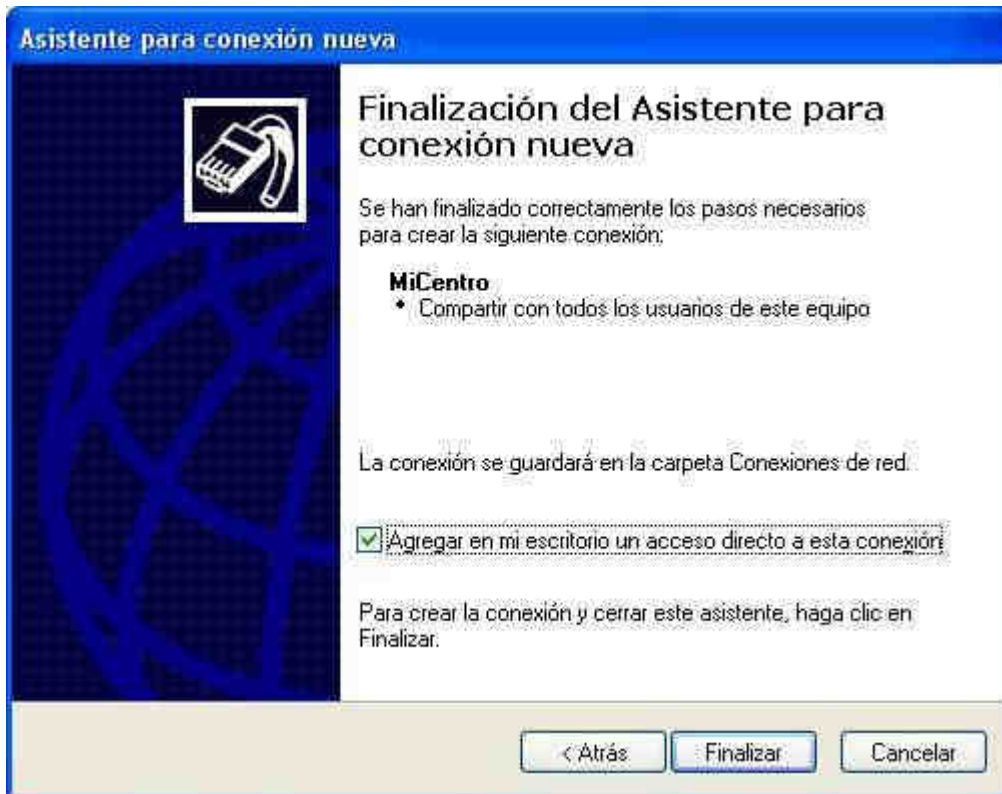 Asistente para conexión nueva
Finalización del Asistente para
conexión nueva
Se han finalizado correctamente los pasos necesarios
para crear la siguiente conexión:
MiCentro
• Compartir con todos los usuarios de este equipo
La conexión se guardará en la carpeta Conexiones de red.
Agregar en mi escritorio un acceso directo a esta conexión
Para crear la conexión y cerrar este asistente, haga clic en
Finalizar.
< Atrás Finalizar Cancelar